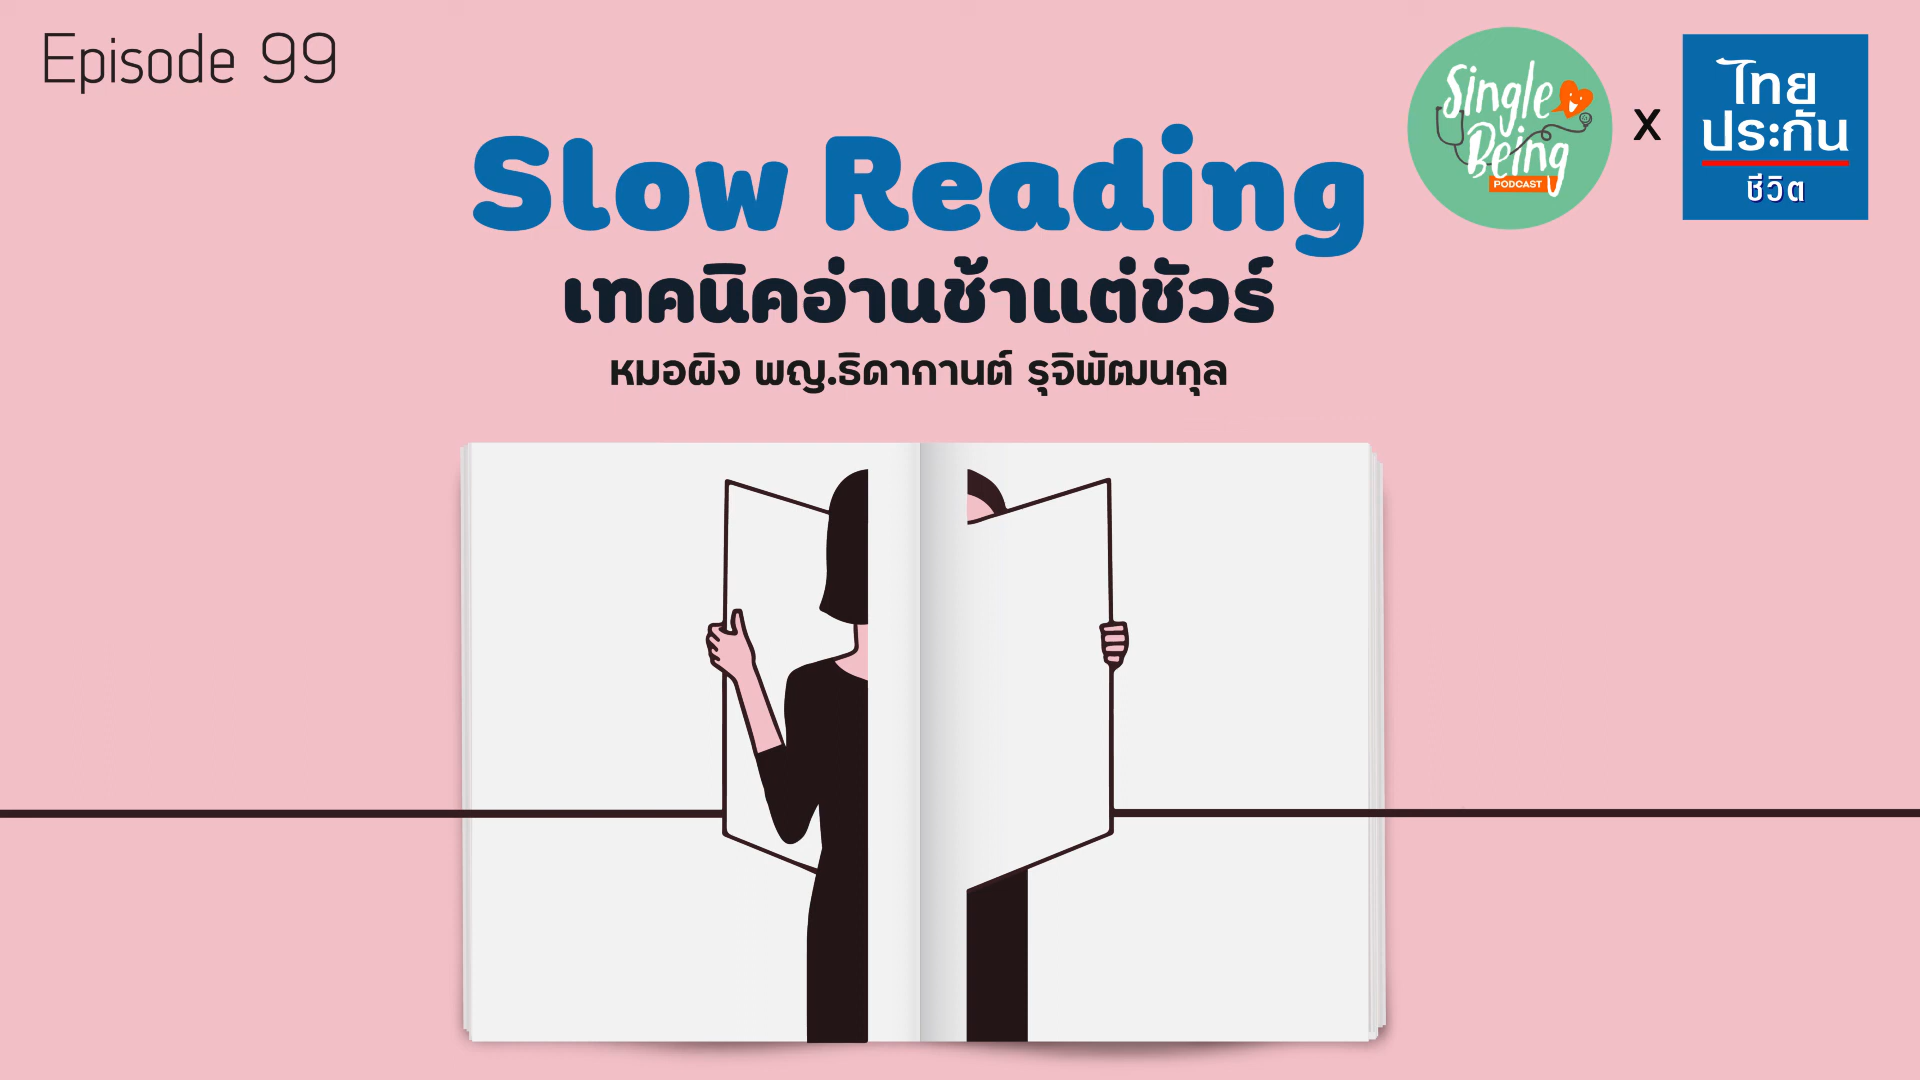 Episode 99
Single
Being
PODCAST
x
ไทย
ประกัน
ชีวิต
Slow Reading
เทคนิคอ่านช้าแต่ชัวร์
หมอผิง พญ.ธิดากานต์ รุจิพัฒนกุล